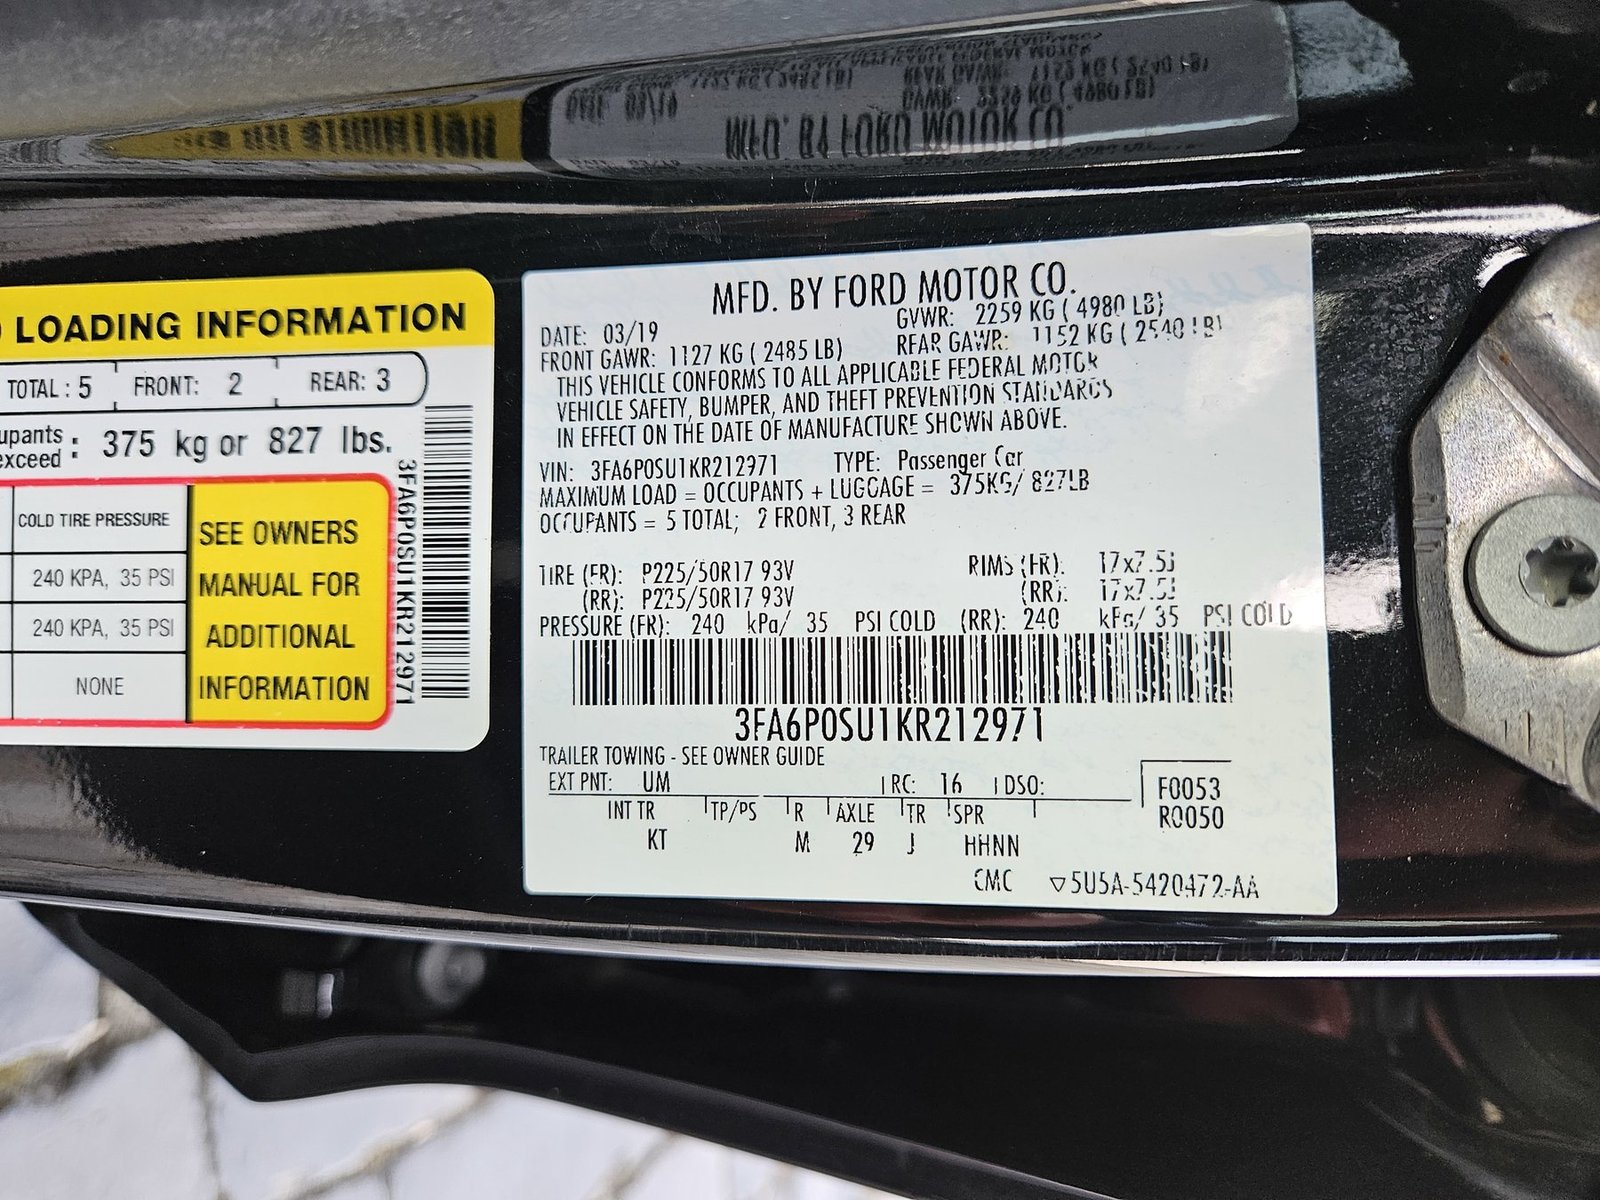 LOADING INFORMATION
TOTAL : 5 FRONT: 2 REAR: 3
upants
exceed : 375 kg or 827 lbs.
COLD TIRE PRESSURE
240 KPA, 35 PSI
240 KPA, 35 PSI
NONE
SEE OWNERS
MANUAL FOR
ADDITIONAL
INFORMATION
3FA6P0SU1KR212971
MFD. BY FORD MOTOR CO.
DATE: 03/19 GVWR: 2259 KG ( 4980 LB)
FRONT GAWR: 1127 KG ( 2485 LB) REAR GAWR: 1152 KG ( 2540 LB)
THIS VEHICLE CONFORMS TO ALL APPLICABLE FEDERAL MOTOR
VEHICLE SAFETY, BUMPER, AND THEFT PREVENTION STANDARDS
IN EFFECT ON THE DATE OF MANUFACTURE SHOWN ABOVE.
VIN: 3FA6P0SU1KR212971 TYPE: Passenger Car
MAXIMUM LOAD = OCCUPANTS + LUGGAGE = 375KG/ 827LB
OCCUPANTS = 5 TOTAL; 2 FRONT, 3 REAR
TIRE (FR): P225/50R17 93V RIMS (FR): 17x7.5J
(RR): P225/50R17 93V (RR): 17x7.5J
PRESSURE (FR): 240 kPa/ 35 PSI COLD (RR): 240 kPa/ 35 PSI COLD
3FA6P0SU1KR212971
TRAILER TOWING - SEE OWNER GUIDE
EXT PNT: UM RC: 16 DSO:
INT TR TP/PS R AXLE TR SPR
KT M 29 J HHNN
F0053
R0050
CMC ▽5U5A-5420472-AA